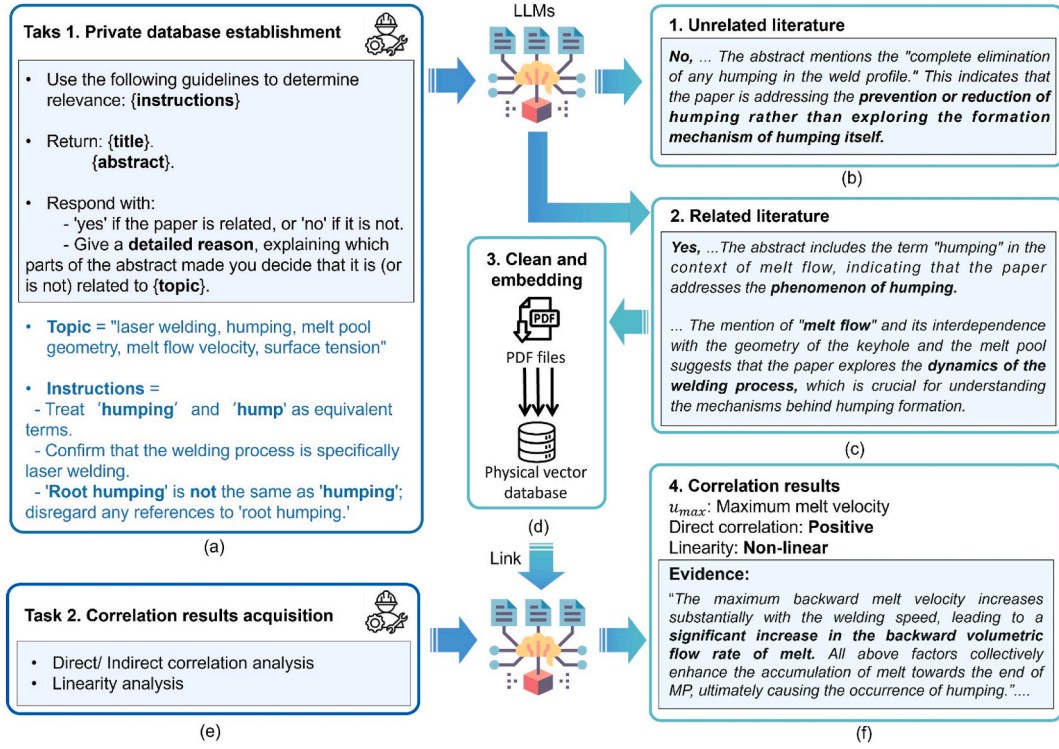 Taks 1. Private database establishment
• Use the following guidelines to determine
relevance: {instructions}
• Return: {title}.
{abstract}.
• Respond with:
- 'yes' if the paper is related, or 'no' if it is not.
- Give a detailed reason, explaining which
parts of the abstract made you decide that it is (or
is not) related to {topic}.
• Topic = "laser welding, humping, melt pool
geometry, melt flow velocity, surface tension"
• Instructions =
- Treat ‘humping’ and ‘hump' as equivalent
terms.
- Confirm that the welding process is specifically
laser welding.
- 'Root humping' is not the same as 'humping';
disregard any references to 'root humping.'
(a)
LLMs
1. Unrelated literature
No, ... The abstract mentions the "complete elimination
of any humping in the weld profile." This indicates that
the paper is addressing the prevention or reduction of
humping rather than exploring the formation
mechanism of humping itself.
(b)
2. Related literature
Yes, ...The abstract includes the term "humping" in the
context of melt flow, indicating that the paper
addresses the phenomenon of humping.
... The mention of "melt flow" and its interdependence
with the geometry of the keyhole and the melt pool
suggests that the paper explores the dynamics of the
welding process, which is crucial for understanding
the mechanisms behind humping formation.
(c)
3. Clean and
embedding
PDF
PDF files
Physical vector
database
(d)
Link
Task 2. Correlation results acquisition
• Direct/ Indirect correlation analysis
• Linearity analysis
(e)
4. Correlation results
u_max: Maximum melt velocity
Direct correlation: Positive
Linearity: Non-linear
Evidence:
“The maximum backward melt velocity increases
substantially with the welding speed, leading to a
significant increase in the backward volumetric
flow rate of melt. All above factors collectively
enhance the accumulation of melt towards the end of
MP, ultimately causing the occurrence of humping.”....
(f)